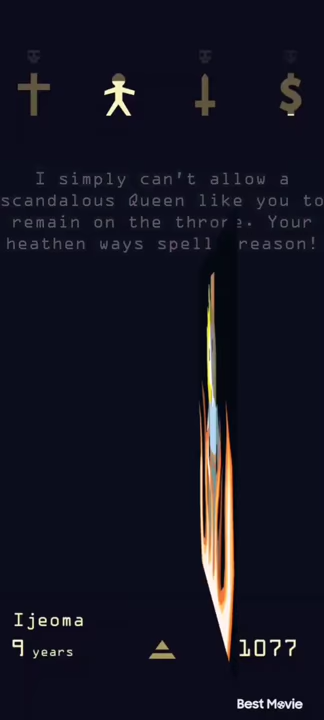 I simply can't allow a
scandalous Queen like you to
remain on the throne. Your
heathen ways spell reason!
Ijeoma
9 years
1077
Best Movie